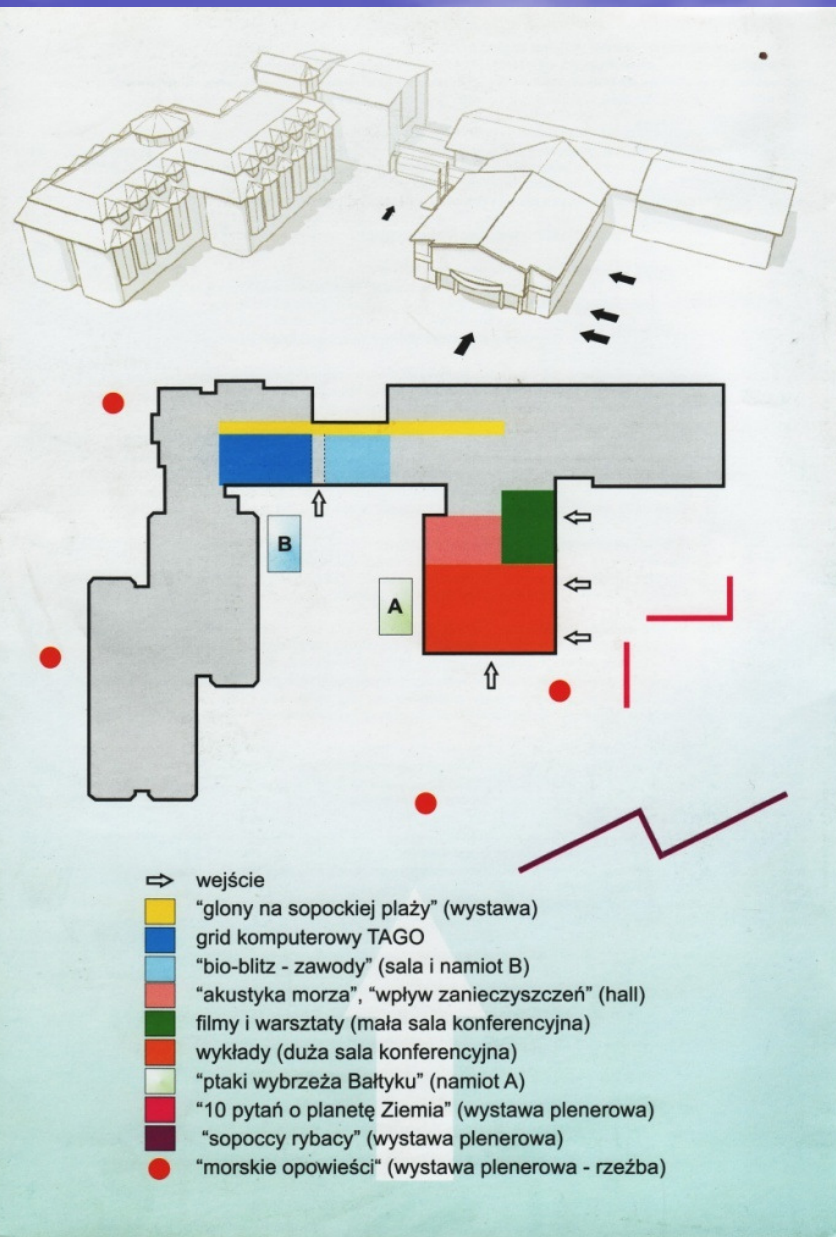 B
A
wejście
“glony na sopockiej plaży” (wystawa)
grid komputerowy TAGO
“bio-blitz - zawody” (sala i namiot B)
“akustyka morza”, “wpływ zanieczyszczeń” (hall)
filmy i warsztaty (mała sala konferencyjna)
wykłady (duża sala konferencyjna)
“ptaki wybrzeża Bałtyku” (namiot A)
“10 pytań o planetę Ziemia” (wystawa plenerowa)
“sopoccy rybacy” (wystawa plenerowa)
“morskie opowieści“ (wystawa plenerowa - rzeźba)